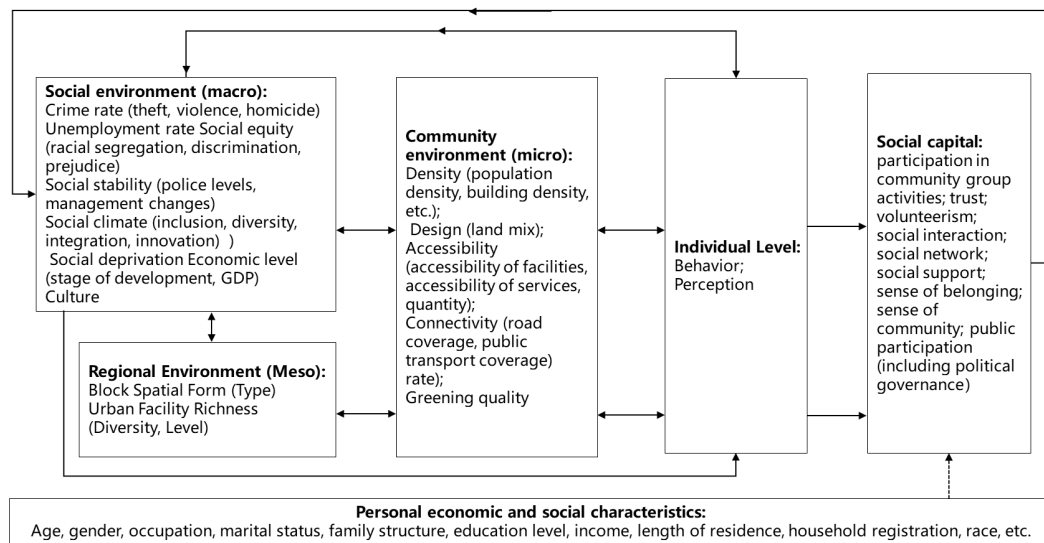 Social environment (macro):
Crime rate (theft, violence, homicide)
Unemployment rate Social equity
(racial segregation, discrimination,
prejudice)
Social stability (police levels,
management changes)
Social climate (inclusion, diversity,
integration, innovation)  )
Social deprivation Economic level
(stage of development, GDP)
Culture
Regional Environment (Meso):
Block Spatial Form (Type)
Urban Facility Richness
(Diversity, Level)
Community
environment (micro):
Density (population
density, building density,
etc.);
Design (land mix);
Accessibility
(accessibility of facilities,
accessibility of services,
quantity);
Connectivity (road
coverage, public
transport coverage)
rate);
Greening quality
Individual Level:
Behavior;
Perception
Social capital:
participation in
community group
activities; trust;
volunteerism;
social interaction;
social network;
social support;
sense of belonging;
sense of
community; public
participation
(including political
governance)
Personal economic and social characteristics:
Age, gender, occupation, marital status, family structure, education level, income, length of residence, household registration, race, etc.